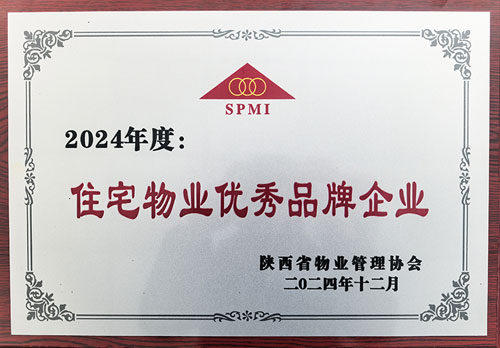 SPMI
2024年度：
住宅物业优秀品牌企业
陕西省物业管理协会
二〇二四年十二月